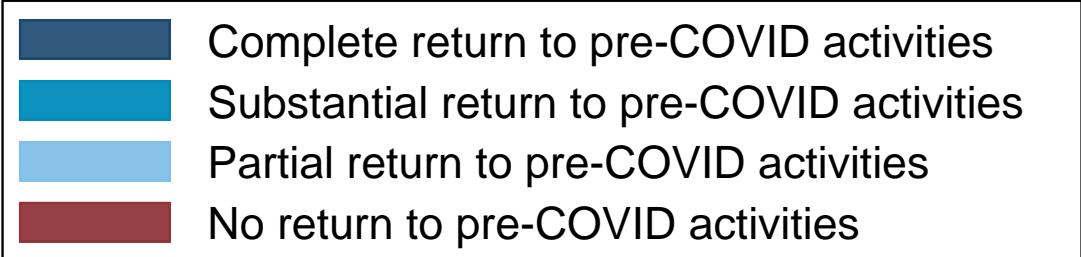 Complete return to pre-COVID activities
Substantial return to pre-COVID activities
Partial return to pre-COVID activities
No return to pre-COVID activities